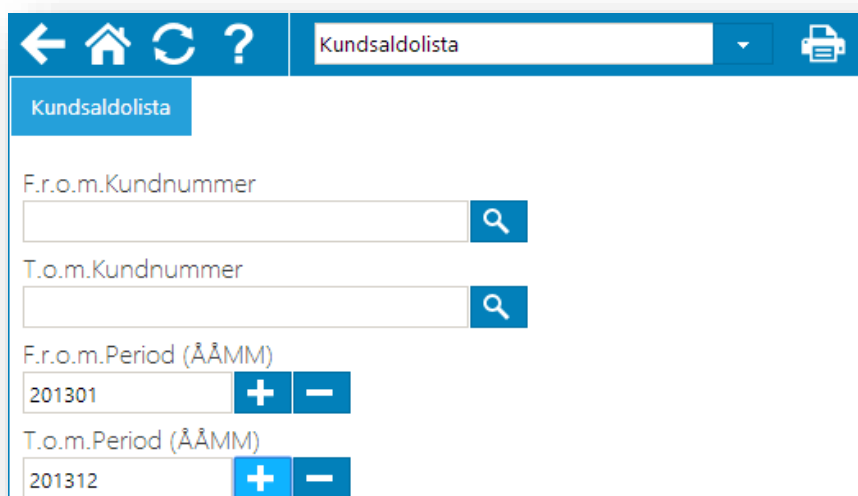 Kundsaldolista
Kundsaldolista
F.r.o.m.Kundnummer
T.o.m.Kundnummer
F.r.o.m.Period (ÅÅMM)
201301
T.o.m.Period (ÅÅMM)
201312